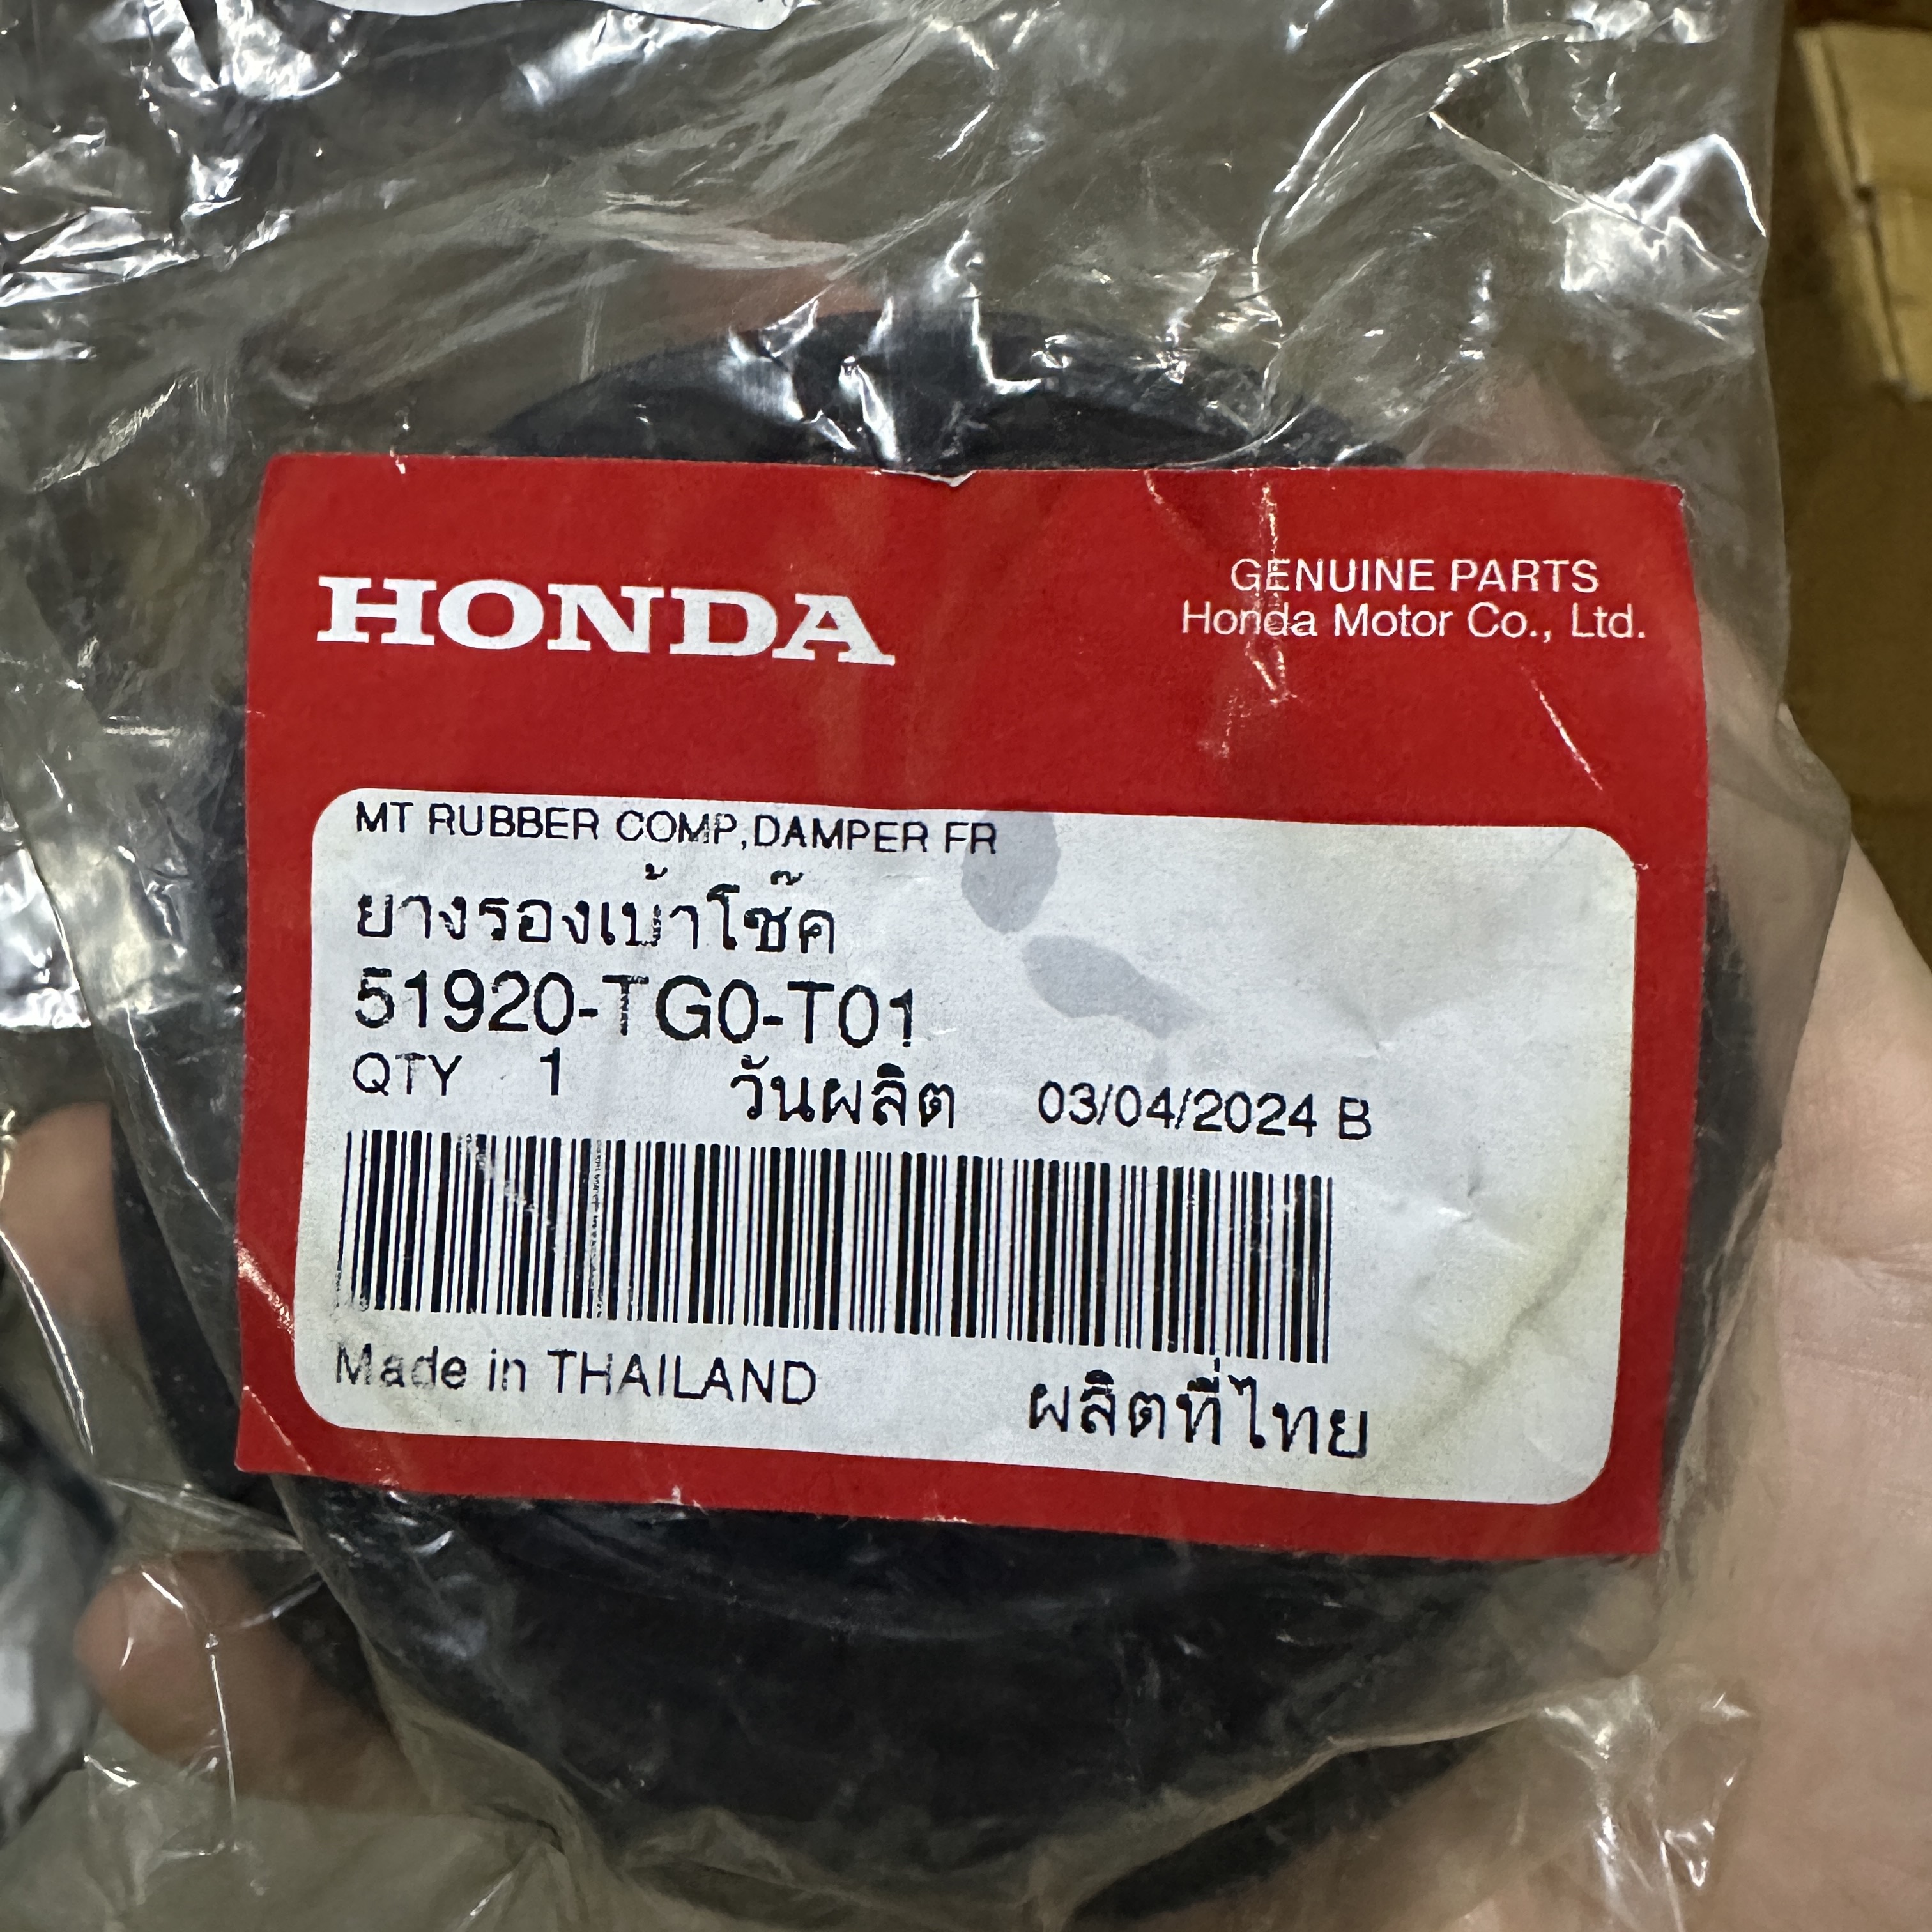 HONDA
GENUINE PARTS
Honda Motor Co., Ltd.
MT RUBBER COMP,DAMPER FR
ยางรองเบ้าโช๊ค
51920-TG0-T01
QTY 1 วันผลิต 03/04/2024 B
Made in THAILAND ผลิตที่ไทย